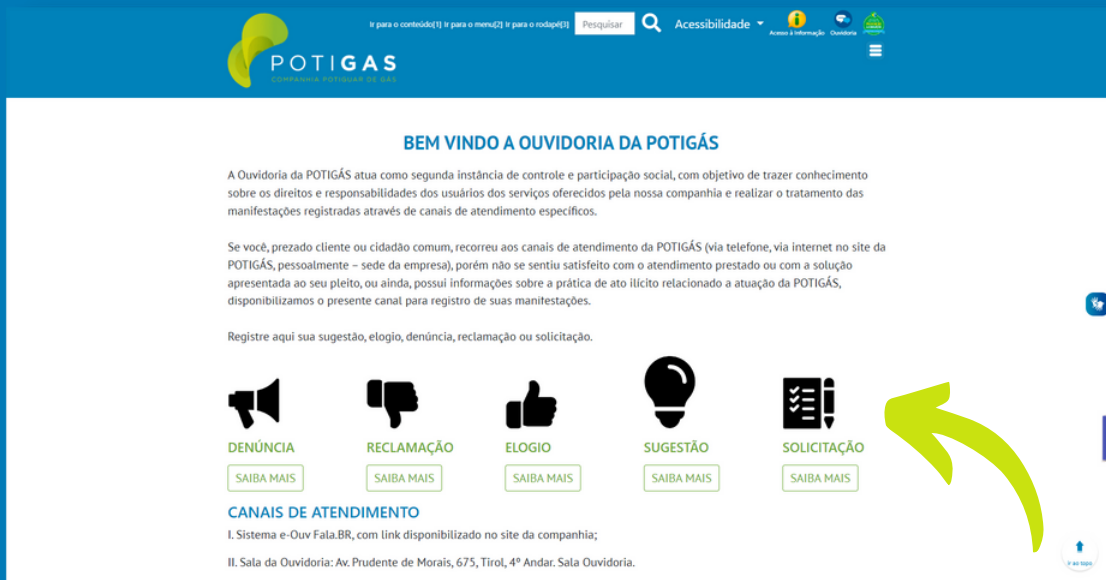 Ir para o conteúdo[1] Ir para o menu[2] Ir para o rodapé[3]
Pesquisar
Acessibilidade
Acesso à Informação
Ouvidoria
POTIGAS
COMPANHIA POTIGUAR DE GÁS
BEM VINDO A OUVIDORIA DA POTIGÁS
A Ouvidoria da POTIGÁS atua como segunda instância de controle e participação social, com objetivo de trazer conhecimento
sobre os direitos e responsabilidades dos usuários dos serviços oferecidos pela nossa companhia e realizar o tratamento das
manifestações registradas através de canais de atendimento específicos.
Se você, prezado cliente ou cidadão comum, recorreu aos canais de atendimento da POTIGÁS (via telefone, via internet no site da
POTIGÁS, pessoalmente – sede da empresa), porém não se sentiu satisfeito com o atendimento prestado ou com a solução
apresentada ao seu pleito, ou ainda, possui informações sobre a prática de ato ilícito relacionado a atuação da POTIGÁS,
disponibilizamos o presente canal para registro de suas manifestações.
Registre aqui sua sugestão, elogio, denúncia, reclamação ou solicitação.
DENÚNCIA
RECLAMAÇÃO
ELOGIO
SUGESTÃO
SOLICITAÇÃO
SAIBA MAIS
SAIBA MAIS
SAIBA MAIS
SAIBA MAIS
SAIBA MAIS
CANAIS DE ATENDIMENTO
I. Sistema e-Ouv Fala.BR, com link disponibilizado no site da companhia;
II. Sala da Ouvidoria: Av. Prudente de Morais, 675, Tirol, 4º Andar. Sala Ouvidoria.
Ir ao topo